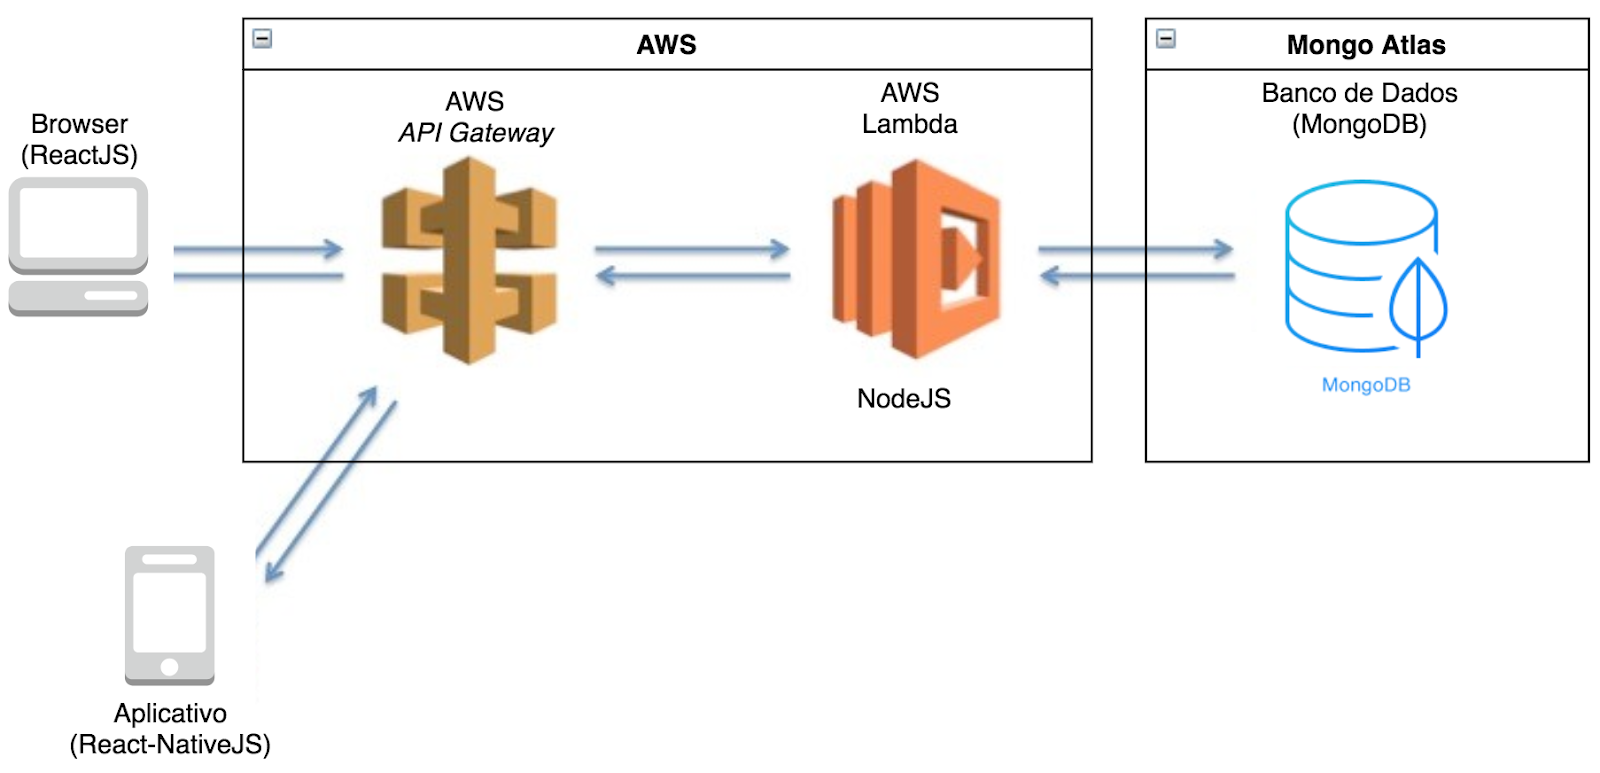 AWS
Mongo Atlas
Browser
(ReactJS)
AWS
API Gateway
AWS
Lambda
NodeJS
Banco de Dados
(MongoDB)
MongoDB
Aplicativo
(React-NativeJS)